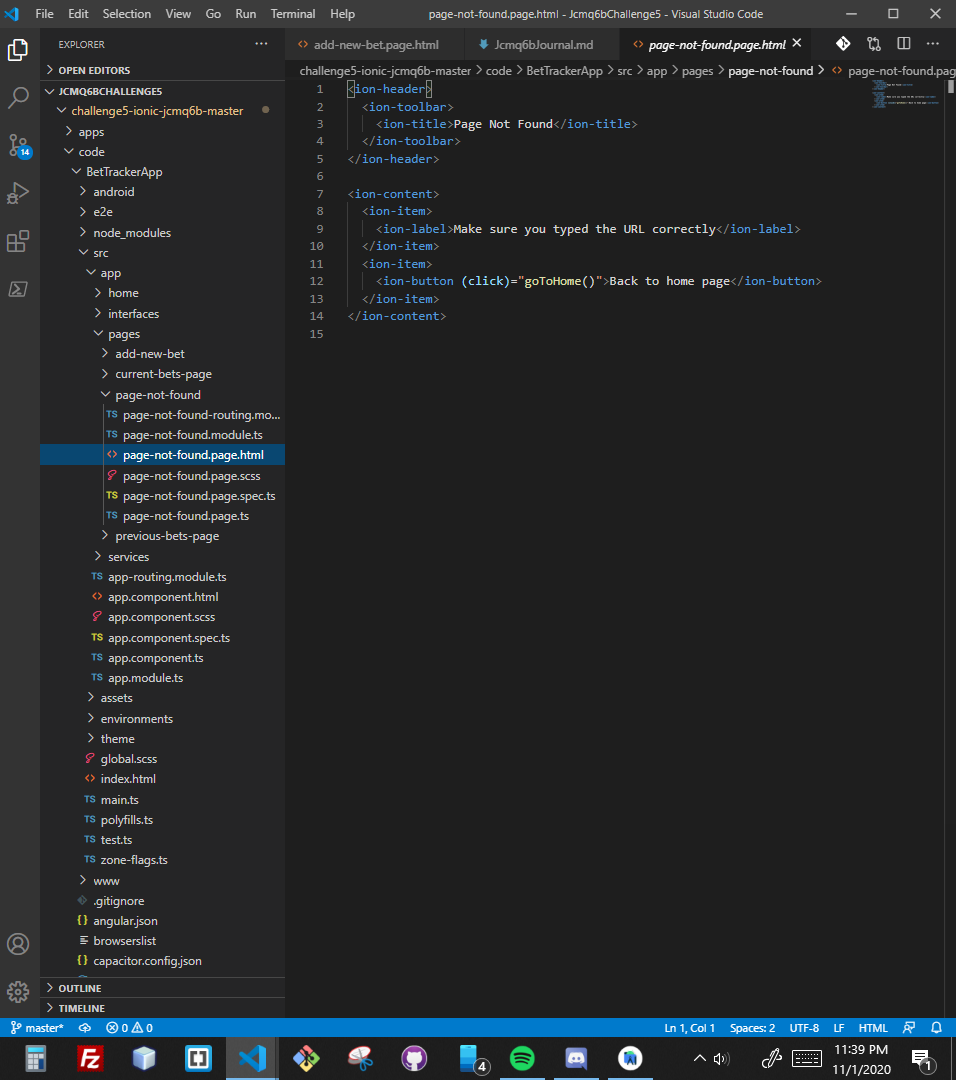 File Edit Selection View Go Run Terminal Help page-not-found.page.html - Jcmq6bChallenge5 - Visual Studio Code
EXPLORER
OPEN EDITORS
JCMQ6BCHALLENGE5
challenge5-ionic-jcmq6b-master
apps
code
BetTrackerApp
android
e2e
node_modules
src
app
home
interfaces
pages
add-new-bet
current-bets-page
page-not-found
TS page-not-found-routing.mo...
TS page-not-found.module.ts
<> page-not-found.page.html
page-not-found.page.scss
TS page-not-found.page.spec.ts
TS page-not-found.page.ts
previous-bets-page
services
TS app-routing.module.ts
<> app.component.html
app.component.scss
TS app.component.spec.ts
TS app.component.ts
TS app.module.ts
assets
environments
theme
global.scss
<> index.html
TS main.ts
TS polyfills.ts
TS test.ts
TS zone-flags.ts
www
.gitignore
{} angular.json
browserslist
{} capacitor.config.json
OUTLINE
TIMELINE
14
<> add-new-bet.page.html Jcmq6bJournal.md <> page-not-found.page.html
challenge5-ionic-jcmq6b-master > code > BetTrackerApp > src > app > pages > page-not-found > <> page-not-found.pag
1 <ion-header>
2 <ion-toolbar>
3 <ion-title>Page Not Found</ion-title>
4 </ion-toolbar>
5 </ion-header>
6
7 <ion-content>
8 <ion-item>
9 <ion-label>Make sure you typed the URL correctly</ion-label>
10 </ion-item>
11 <ion-item>
12 <ion-button (click)="goToHome()">Back to home page</ion-button>
13 </ion-item>
14 </ion-content>
15
master* 0 0 Ln 1, Col 1 Spaces: 2 UTF-8 LF HTML
Fz 4 11:39 PM 1
11/1/2020